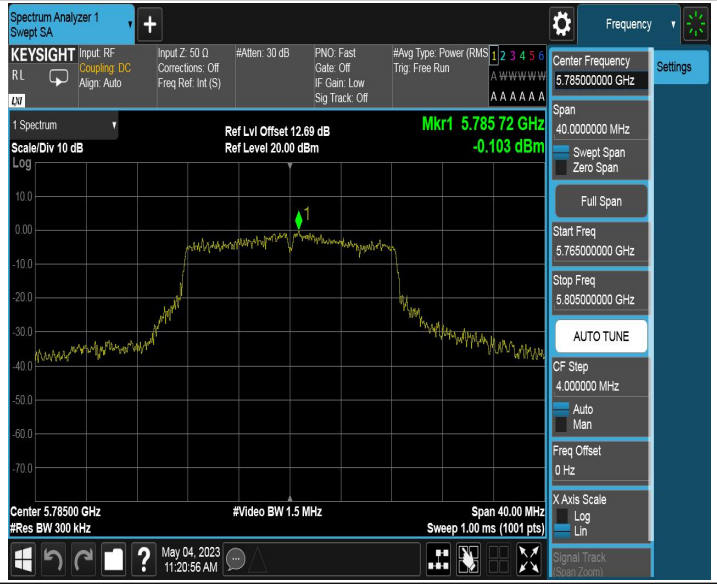 Spectrum Analyzer 1
Swept SA
+
Frequency
KEYSIGHT
RL
LXI
Input: RF
Coupling: DC
Align: Auto
Input Z: 50 Ω
Corrections: Off
Freq Ref: Int (S)
#Atten: 30 dB
PNO: Fast
Gate: Off
IF Gain: Low
Sig Track: Off
#Avg Type: Power (RMS
Trig: Free Run
1 2 3 4 5 6
A W W W W W
A A A A A A
Settings
Center Frequency
5.785000000 GHz
Span
40.0000000 MHz
Swept Span
Zero Span
Full Span
Start Freq
5.765000000 GHz
Stop Freq
5.805000000 GHz
AUTO TUNE
CF Step
4.000000 MHz
Auto
Man
Freq Offset
0 Hz
X Axis Scale
Log
Lin
Signal Track
(Span Zoom)
1 Spectrum
Scale/Div 10 dB
Log
Ref Lvl Offset 12.69 dB
Ref Level 20.00 dBm
Mkr1 5.785 72 GHz
-0.103 dBm
1
10.0
0.00
-10.0
-20.0
-30.0
-40.0
-50.0
-60.0
-70.0
Center 5.78500 GHz
#Res BW 300 kHz
#Video BW 1.5 MHz
Span 40.00 MHz
Sweep 1.00 ms (1001 pts)
?
May 04, 2023
11:20:56 AM